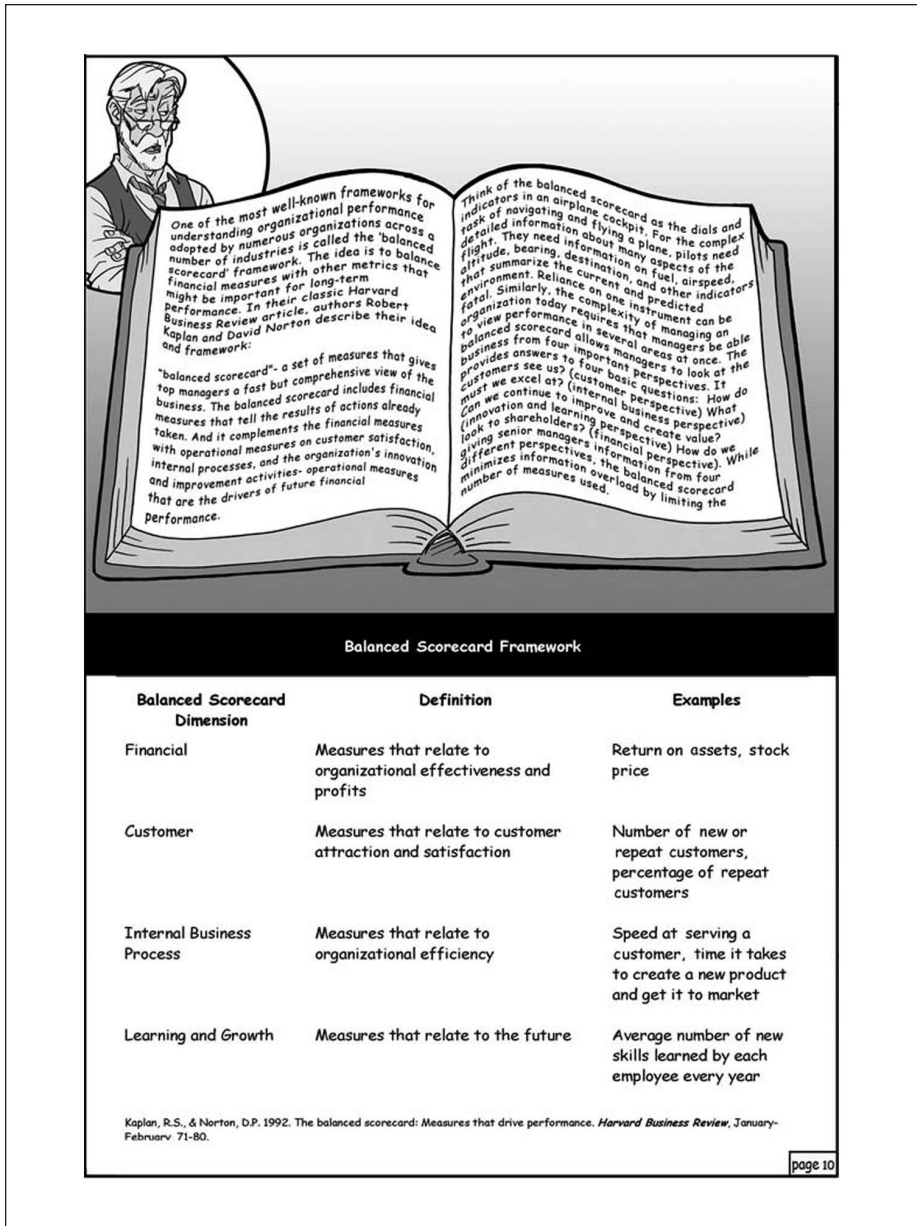 One of the most well-known frameworks for
understanding organizational performance
adopted by numerous organizations across a
number of industries is called the 'balanced
scorecard' framework. The idea is to balance
financial measures with other metrics that
might be important for long-term
performance. In their classic Harvard
Business Review article, authors Robert
Kaplan and David Norton describe their idea
and framework:
"balanced scorecard"- a set of measures that gives
top managers a fast but comprehensive view of the
business. The balanced scorecard includes financial
measures that tell the results of actions already
taken. And it complements the financial measures
with operational measures on customer satisfaction,
internal processes, and the organization's innovation
and improvement activities- operational measures
that are the drivers of future financial
performance.
Think of the balanced scorecard as the dials and
indicators in an airplane cockpit. For the complex
task of navigating and flying a plane, pilots need
detailed information about many aspects of the
flight. They need information on fuel, airspeed,
altitude, bearing, destination , and other indicators
that summarize the current and predicted
environment. Reliance on one instrument can be
fatal. Similarly, the complexity of managing an
organization today requires that managers be able
to view performance in several areas at once. The
balanced scorecard allows managers to look at the
business from four important perspectives. It
provides answers to four basic questions: How do
customers see us? (customer perspective) What
must we excel at? (internal business perspective)
Can we continue to improve and create value?
(innovation and learning perspective) How do we
look to shareholders? (financial perspective). While
giving senior managers information from four
different perspectives, the balanced scorecard
minimizes information overload by limiting the
number of measures used.
Balanced Scorecard Framework
Balanced Scorecard Definition Examples
Dimension
Financial Measures that relate to Return on assets, stock
organizational effectiveness and price
profits
Customer Measures that relate to customer Number of new or
attraction and satisfaction repeat customers,
percentage of repeat
customers
Internal Business Measures that relate to Speed at serving a
Process organizational efficiency customer, time it takes
to create a new product
and get it to market
Learning and Growth Measures that relate to the future Average number of new
skills learned by each
employee every year
Kaplan, R.S., & Norton, D.P. 1992. The balanced scorecard: Measures that drive performance. Harvard Business Review, January-
February 71-80.
page 10